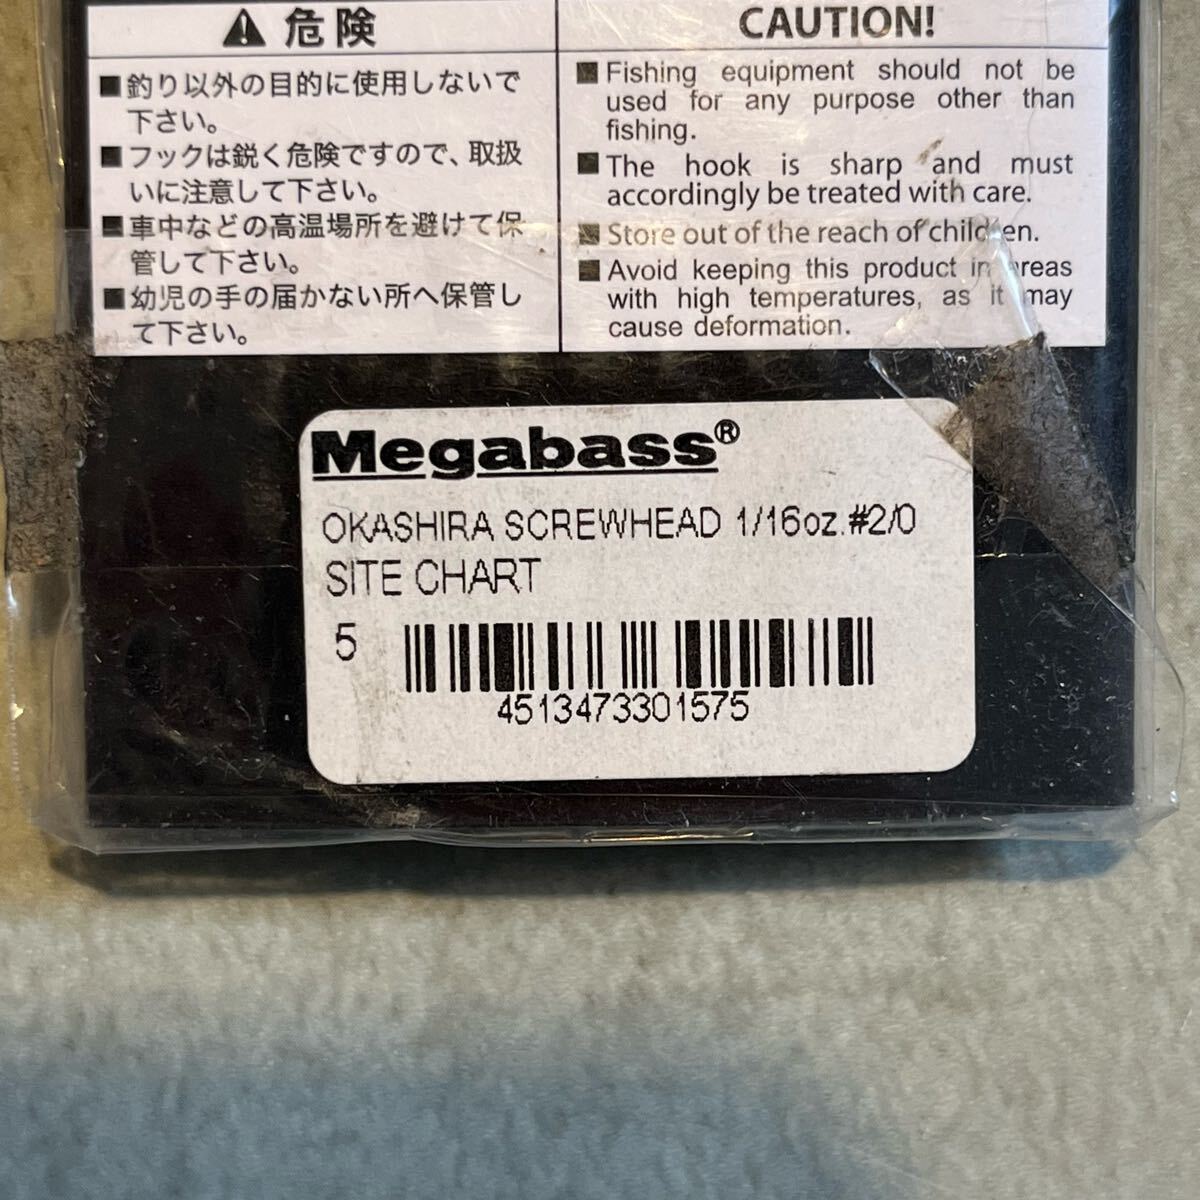 危険
■釣り以外の目的に使用しないで
下さい。
■フックは鋭く危険ですので、取扱
いに注意して下さい。
■車中などの高温場所を避けて保
管して下さい。
■幼児の手の届かない所へ保管し
て下さい。
CAUTION!
■Fishing equipment should not be
used for any purpose other than
fishing.
■The hook is sharp and must
accordingly be treated with care.
■Store out of the reach of children.
■Avoid keeping this product in areas
with high temperatures, as it may
cause deformation.
Megabass®
OKASHIRA SCREWHEAD 1/16oz.#2/0
SITE CHART
5
4513473301575